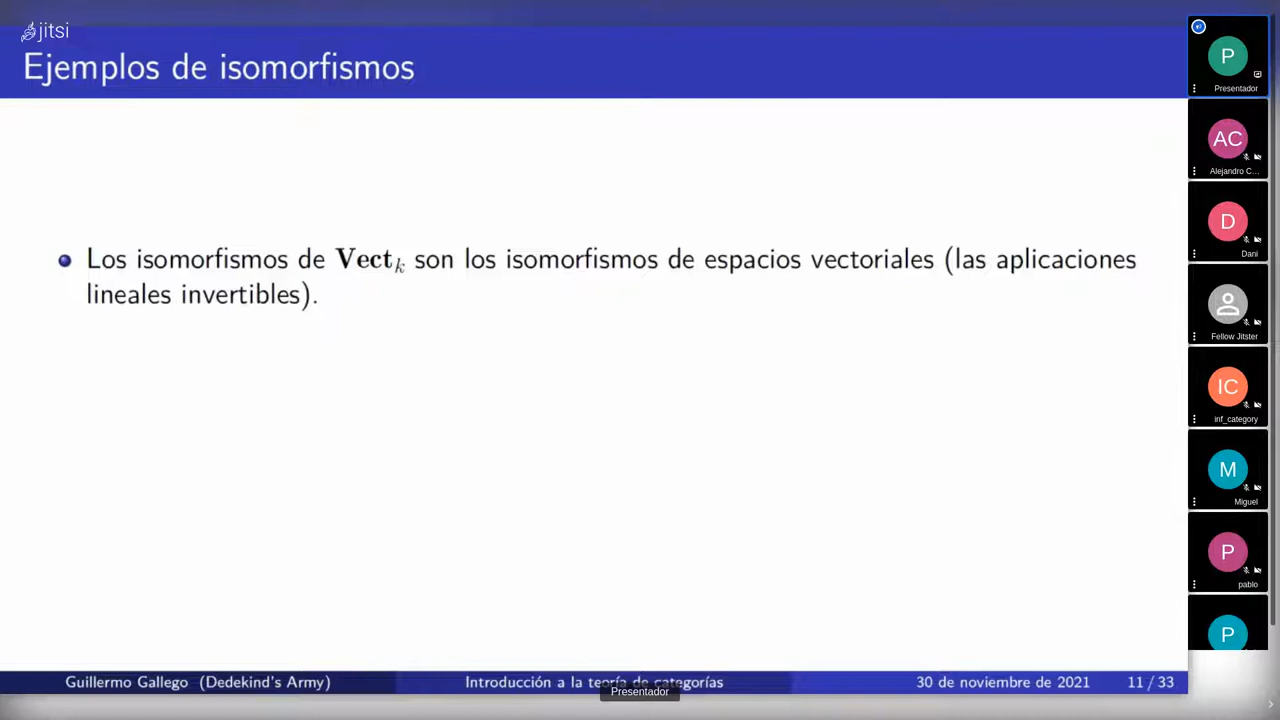 jitsi
Ejemplos de isomorfismos
Los isomorfismos de Vectₖ son los isomorfismos de espacios vectoriales (las aplicaciones
lineales invertibles).
Guillermo Gallego (Dedekind's Army)
Introducción a la teoría de categorías
30 de noviembre de 2021
11 / 33
Presentador
P
Presentador
AC
Alejandro C...
D
Dani
Fellow Jitster
IC
inf_category
M
Miguel
P
pablo
P